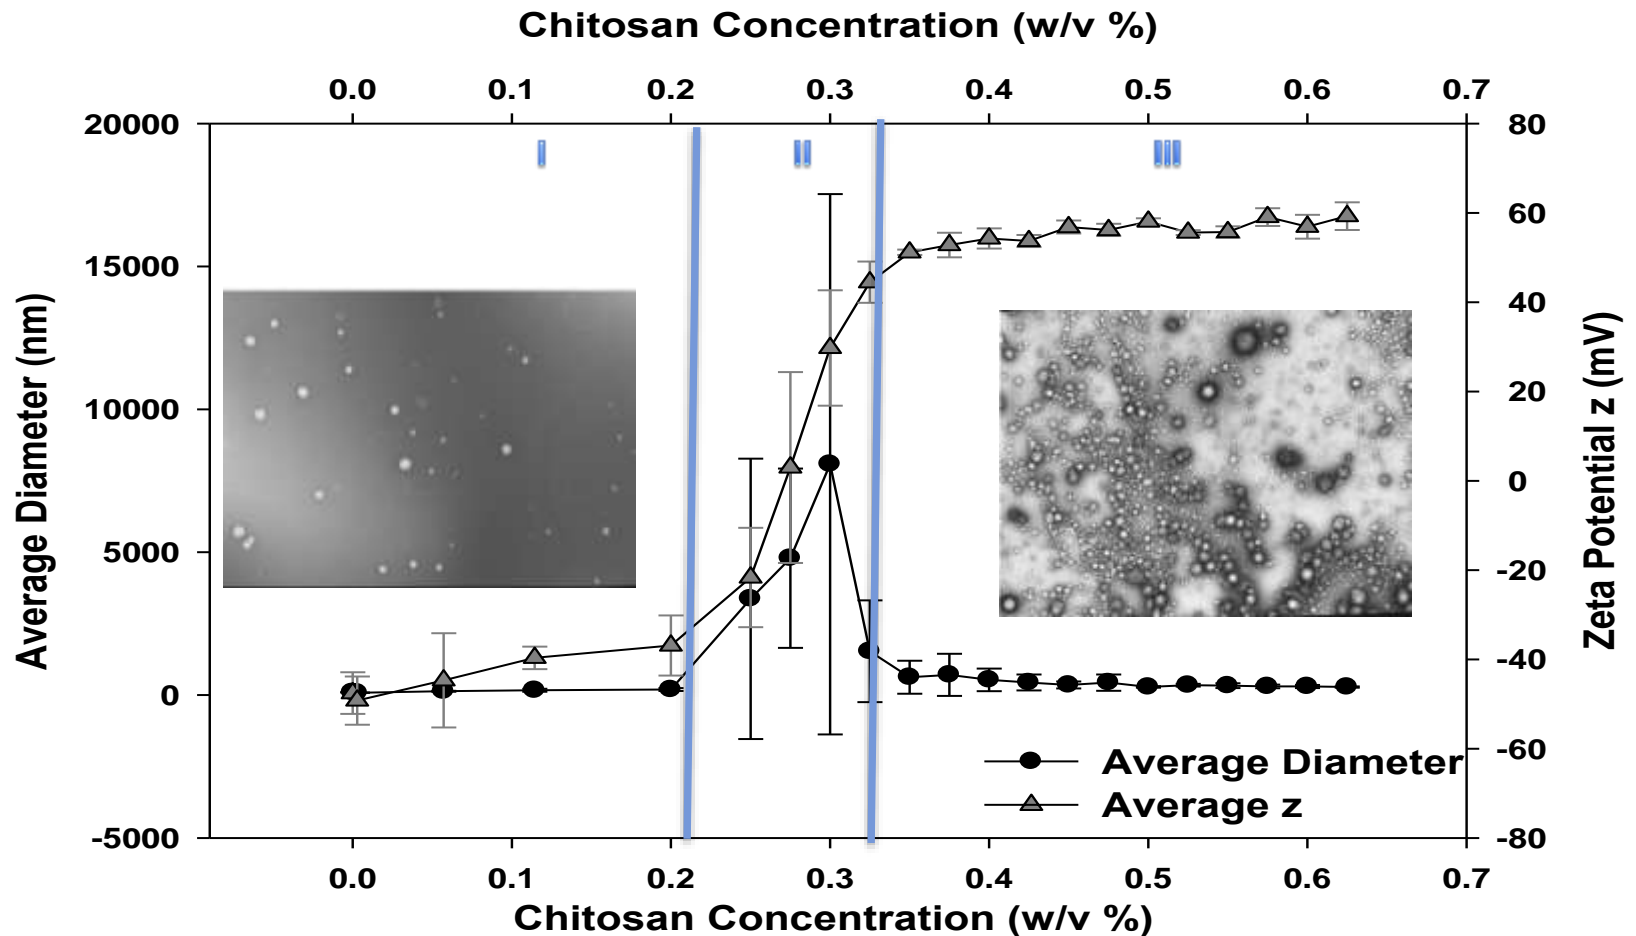 Chitosan Concentration (w/v %)
0.0 0.1 0.2 0.3 0.4 0.5 0.6 0.7
20000
15000
10000
5000
0
-5000
Average Diameter (nm)
I
II
III
80
60
40
20
0
-20
-40
-60
-80
Zeta Potential z (mV)
Average Diameter
Average z
0.0 0.1 0.2 0.3 0.4 0.5 0.6 0.7
Chitosan Concentration (w/v %)